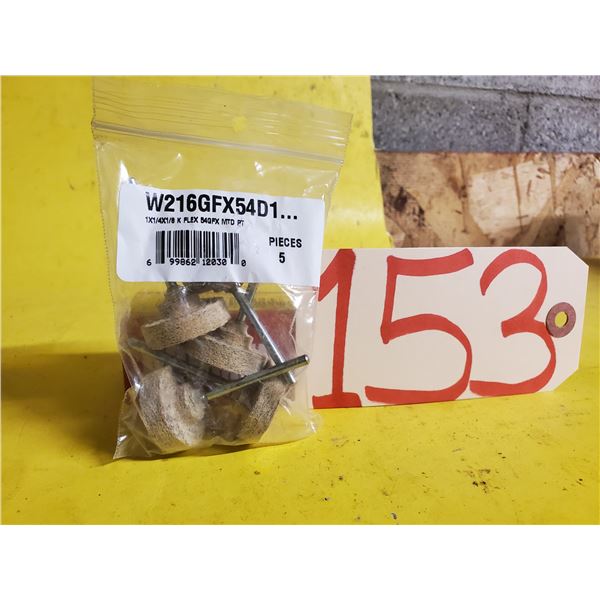 W216GFX54D1...
1X1/4X1/8 K FLEX 54GFX MTD PT
PIECES
5
6 99862 12030 0
153